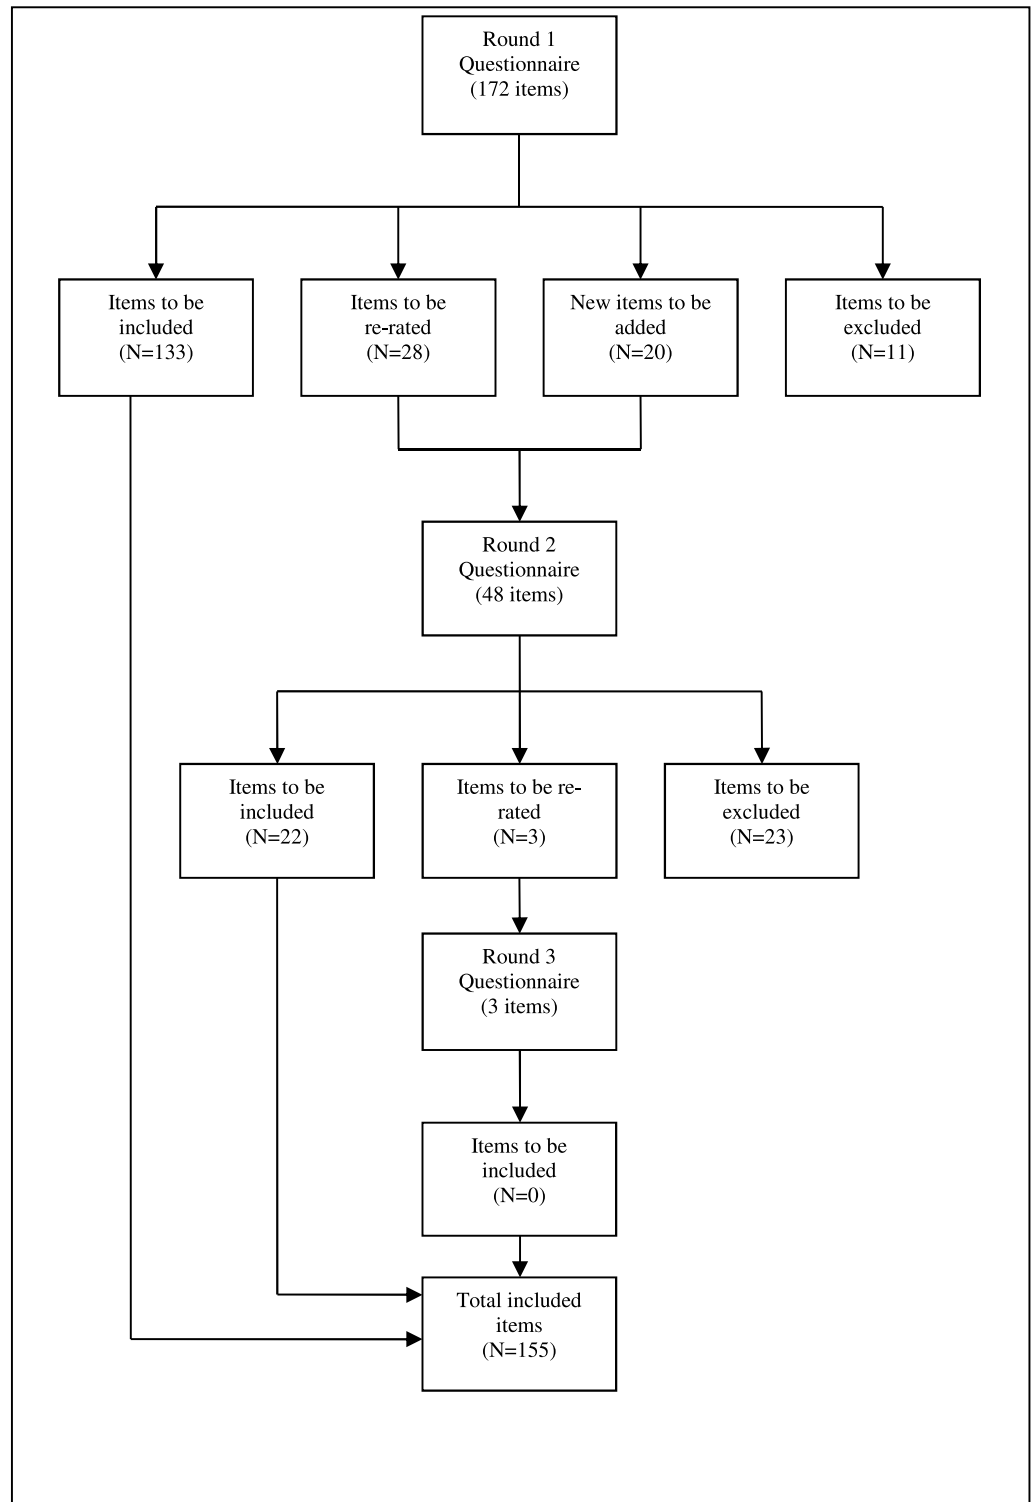 Round 1
Questionnaire
(172 items)
Items to be
included
(N=133)
Items to be
re-rated
(N=28)
New items to be
added
(N=20)
Items to be
excluded
(N=11)
Round 2
Questionnaire
(48 items)
Items to be
included
(N=22)
Items to be re-
rated
(N=3)
Items to be
excluded
(N=23)
Round 3
Questionnaire
(3 items)
Items to be
included
(N=0)
Total included
items
(N=155)